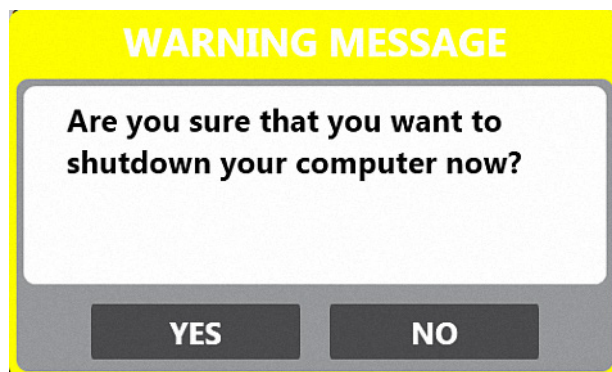 WARNING MESSAGE
Are you sure that you want to
shutdown your computer now?
YES
NO